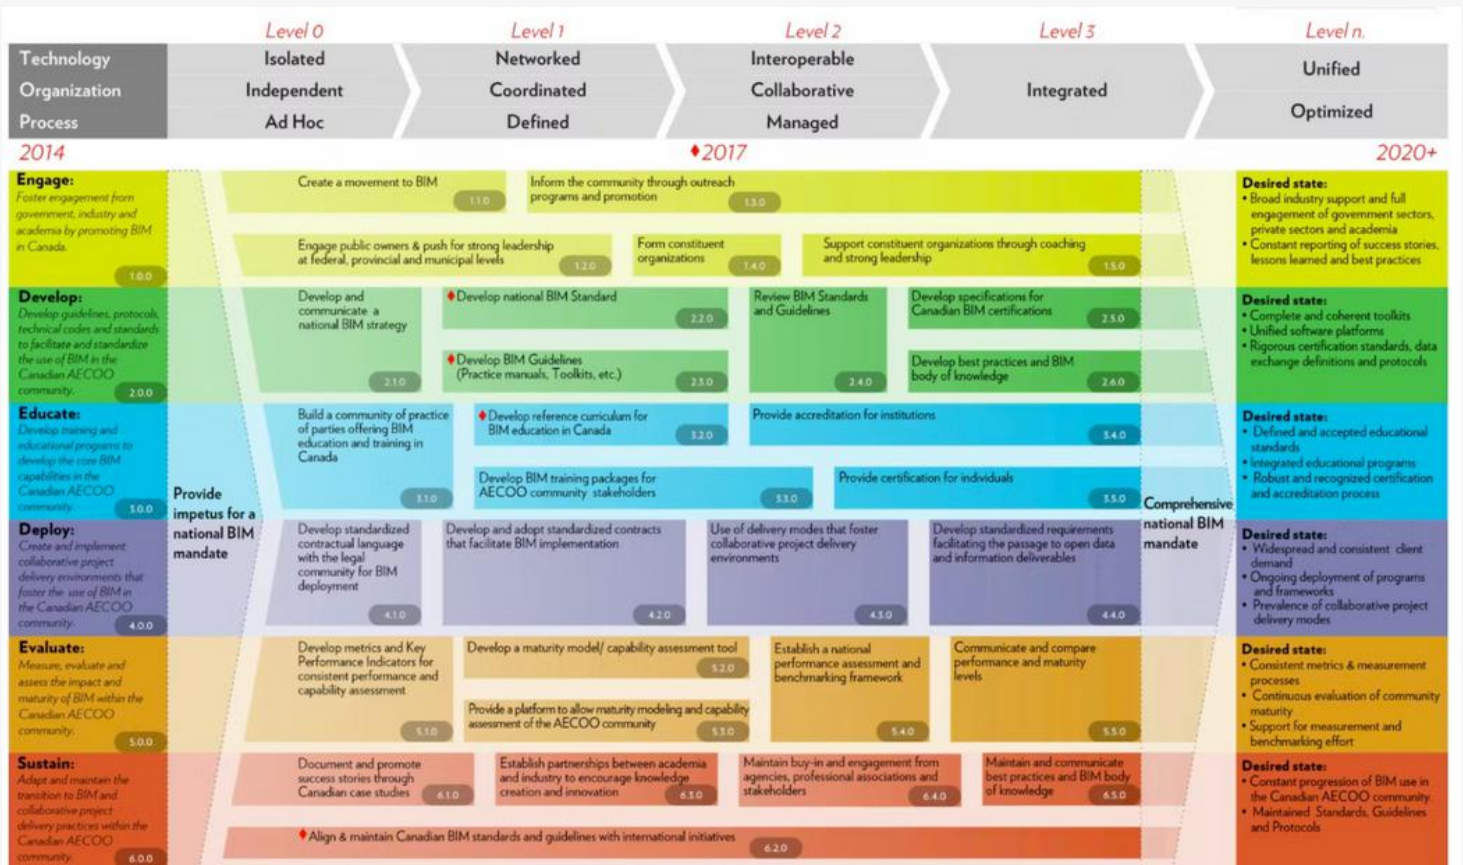 Level 0
Level 1
Level 2
Level 3
Level n.
Technology
Organization
Process
Isolated
Independent
Ad Hoc
Networked
Coordinated
Defined
Interoperable
Collaborative
Managed
Integrated
Unified
Optimized
2014
2017
2020+
Engage:
Foster engagement from
government, industry and
academia by promoting BIM
in Canada.
1.0.0
Create a movement to BIM
1.1.0
Inform the community through outreach
programs and promotion
1.3.0
Engage public owners & push for strong leadership
at federal, provincial and municipal levels
1.2.0
Form constituent
organizations
1.4.0
Support constituent organizations through coaching
and strong leadership
1.5.0
Desired state:
• Broad industry support and full
engagement of government sectors,
private sectors and academia
• Constant reporting of success stories,
lessons learned and best practices
Develop:
Develop guidelines, protocols,
technical codes and standards
to facilitate and standardize
the use of BIM in the
Canadian AECOO
community.
2.0.0
Develop and
communicate a
national BIM strategy
2.1.0
Develop national BIM Standard
2.2.0
Develop BIM Guidelines
(Practice manuals, Toolkits, etc.)
2.3.0
Review BIM Standards
and Guidelines
2.4.0
Develop specifications for
Canadian BIM certifications
2.5.0
Develop best practices and BIM
body of knowledge
2.6.0
Desired state:
• Complete and coherent toolkits
• Unified software platforms
• Rigorous certification standards, data
exchange definitions and protocols
Educate:
Develop training and
educational programs to
develop the core BIM
capabilities in the
Canadian AECOO
community.
3.0.0
Build a community of practice
of parties offering BIM
education and training in
Canada
3.1.0
Develop reference curriculum for
BIM education in Canada
3.2.0
Develop BIM training packages for
AECOO community stakeholders
3.3.0
Provide accreditation for institutions
3.4.0
Provide certification for individuals
3.5.0
Desired state:
• Defined and accepted educational
standards
• Integrated educational programs
• Robust and recognized certification
and accreditation process
Provide
impetus for a
national BIM
mandate
Comprehensive
national BIM
mandate
Deploy:
Create and implement
collaborative project
delivery environments that
foster the use of BIM in
the Canadian AECOO
community.
4.0.0
Develop standardized
contractual language
with the legal
community for BIM
deployment
4.1.0
Develop and adopt standardized contracts
that facilitate BIM implementation
4.2.0
Use of delivery modes that foster
collaborative project delivery
environments
4.3.0
Develop standardized requirements
facilitating the passage to open data
and information deliverables
4.4.0
Desired state:
• Widespread and consistent client
demand
• Ongoing deployment of programs
and frameworks
• Prevalence of collaborative project
delivery modes
Evaluate:
Measure, evaluate and
assess the impact and
maturity of BIM within the
Canadian AECOO
community.
5.0.0
Develop metrics and Key
Performance Indicators for
consistent performance and
capability assessment
5.1.0
Develop a maturity model/ capability assessment tool
5.2.0
Provide a platform to allow maturity modeling and capability
assessment of the AECOO community
5.3.0
Establish a national
performance assessment and
benchmarking framework
5.4.0
Communicate and compare
performance and maturity
levels
5.5.0
Desired state:
• Consistent metrics & measurement
processes
• Continuous evaluation of community
maturity
• Support for measurement and
benchmarking effort
Sustain:
Adapt and maintain the
transition to BIM and
collaborative project
delivery practices within the
Canadian AECOO
community.
6.0.0
Document and promote
success stories through
Canadian case studies
6.1.0
Establish partnerships between academia
and industry to encourage knowledge
creation and innovation
6.3.0
Maintain buy-in and engagement from
agencies, professional associations and
stakeholders
6.4.0
Maintain and communicate
best practices and BIM body
of knowledge
6.5.0
Align & maintain Canadian BIM standards and guidelines with international initiatives
6.2.0
Desired state:
• Constant progression of BIM use in
the Canadian AECOO community.
• Maintained Standards, Guidelines
and Protocols